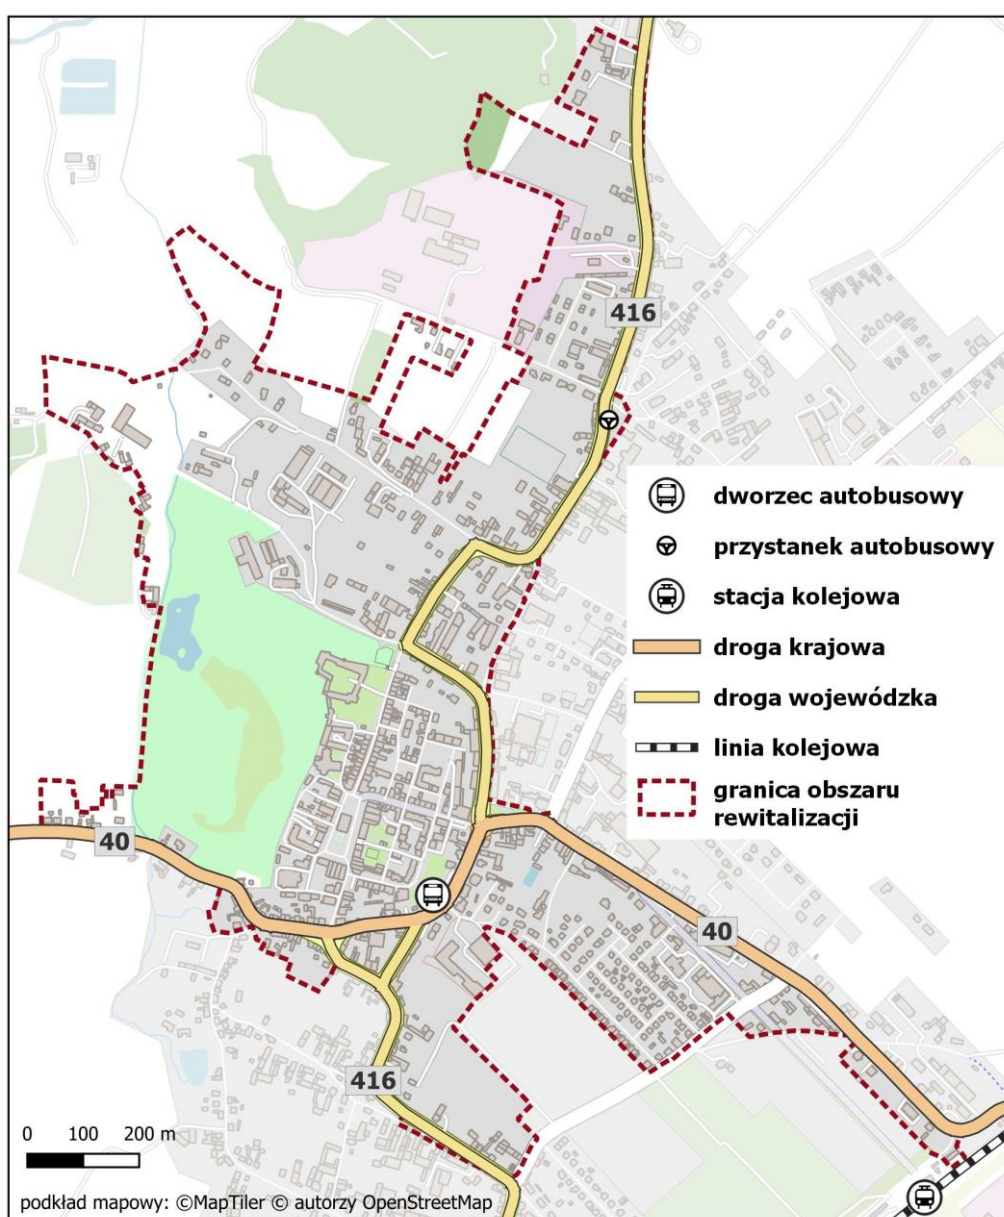 416
dworzec autobusowy
przystanek autobusowy
stacja kolejowa
droga krajowa
droga wojewódzka
linia kolejowa
granica obszaru
rewitalizacji
40
40
416
0 100 200 m
podkład mapowy: ©MapTiler © autorzy OpenStreetMap